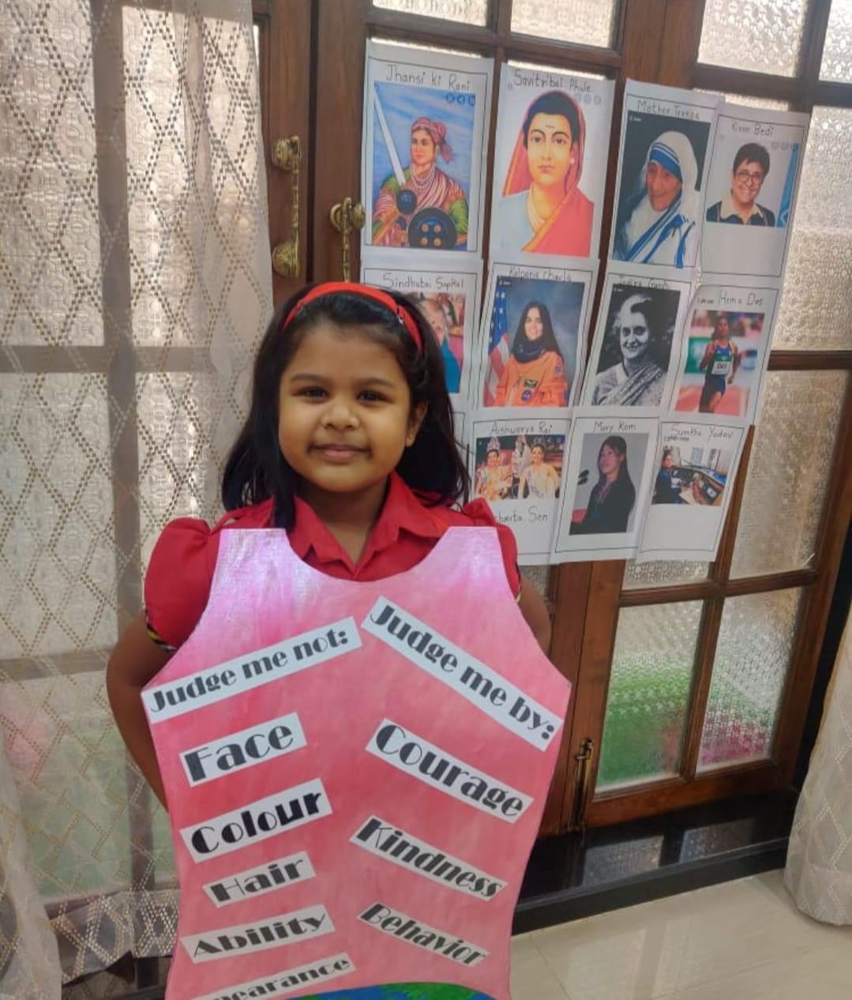 Jhansi ki Rani
Savitribai Phule
Mother Teresa
Kiran Bedi
Sindhutai Sapkal
Kalpana Chawla
Indira Gandhi
Hima Das
Aishwarya Rai
Sen
Mary Kom
Surekha Yadav
Judge me not:
Face
Colour
Hair
Ability
Judge me by:
Courage
Kindness
Behavior